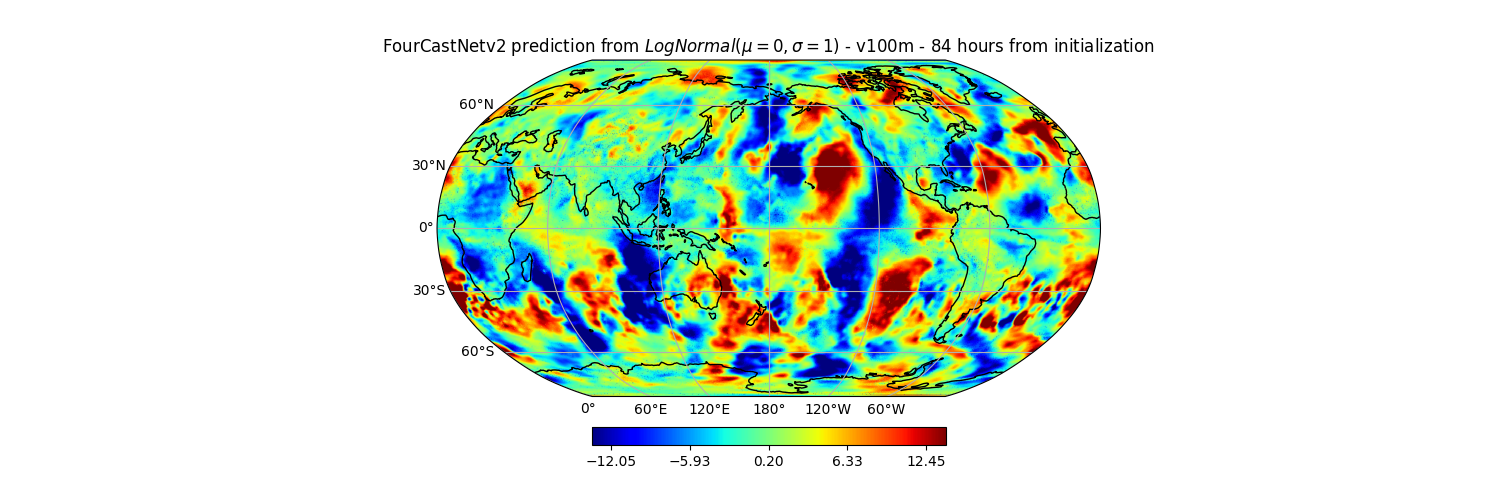 FourCastNetv2 prediction from LogNormal(μ = 0, σ = 1) - v100m - 84 hours from initialization
60°N
30°N
0°
30°S
60°S
0° 60°E 120°E 180° 120°W 60°W
−12.05 −5.93 0.20 6.33 12.45